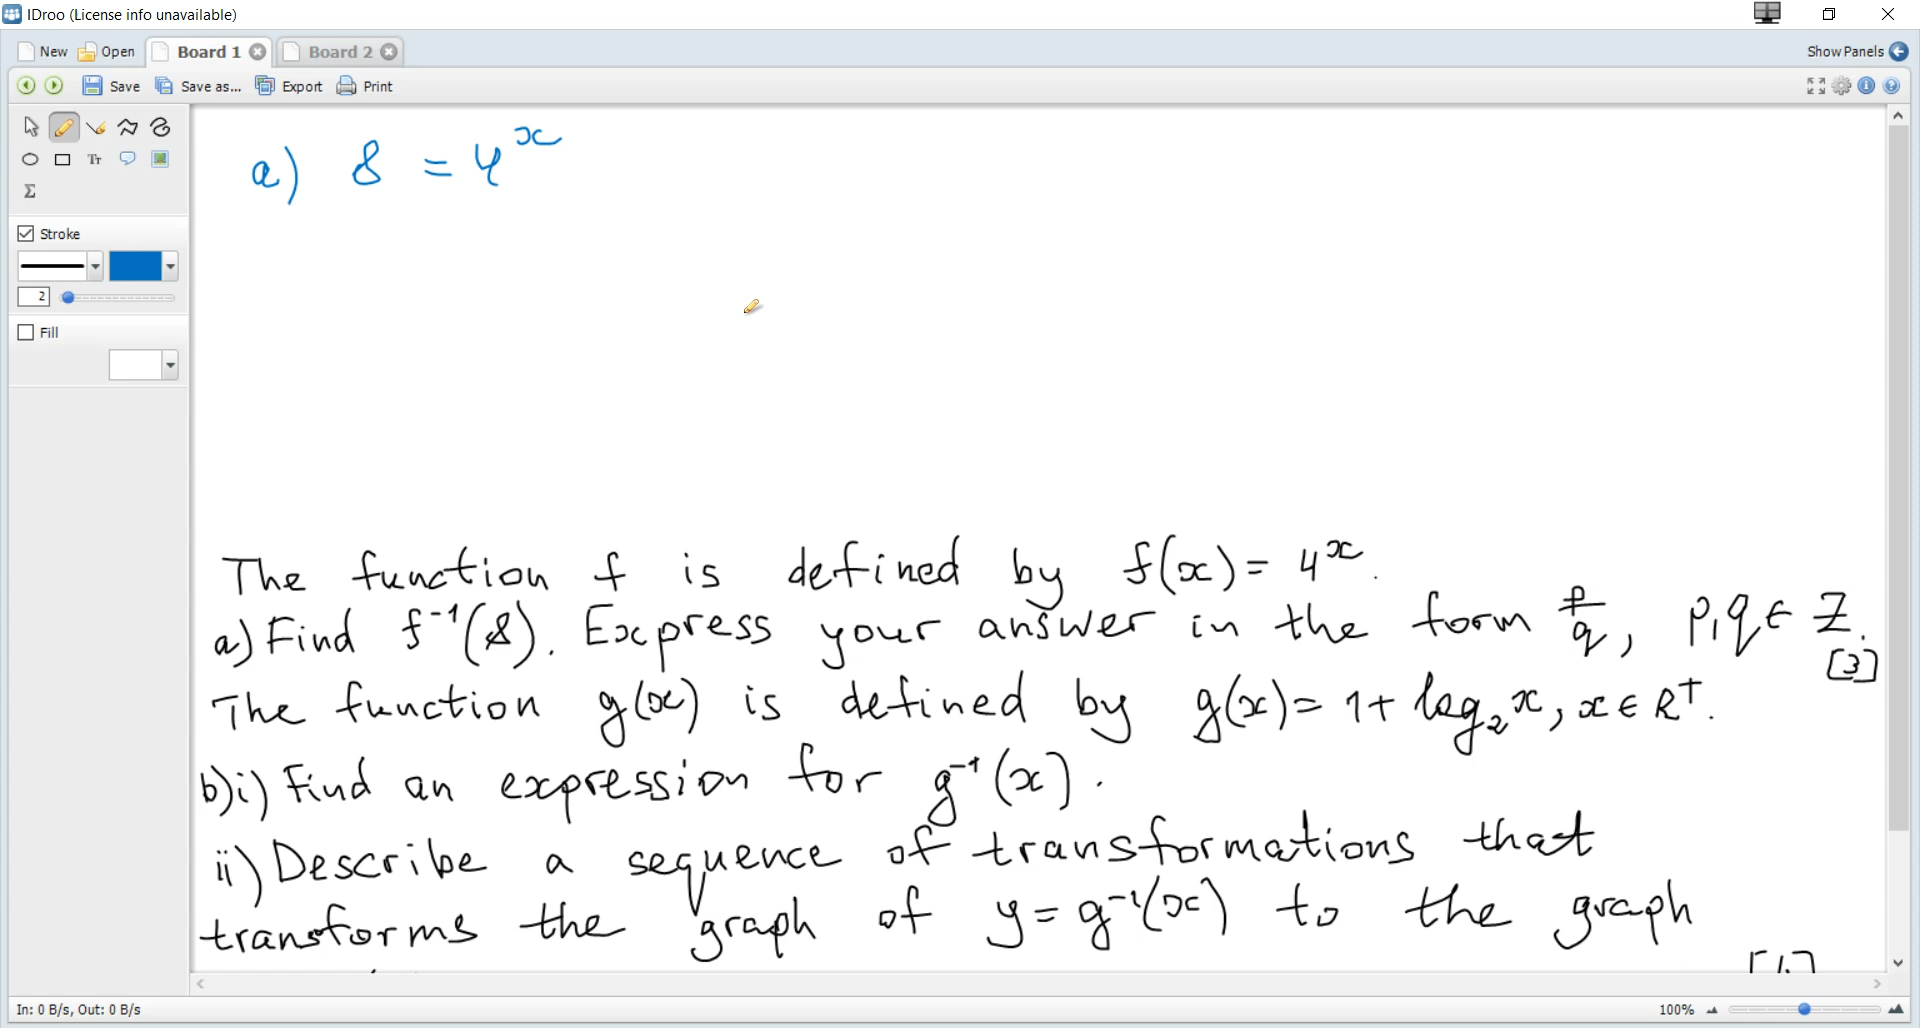 IDroo (License info unavailable)
New Open Board 1 Board 2 Show Panels
Save Save as... Export Print
a) 8 = 4^x
Tr
Σ
Stroke
2
Fill
The function f is defined by f(x) = 4^x.
a) Find f^-1(8). Express your answer in the form p/q, p,q ∈ Z.
[3]
The function g(x) is defined by g(x) = 1 + log_2 x, x ∈ R^+.
b)i) Find an expression for g^-1(x).
ii) Describe a sequence of transformations that
transforms the graph of y = g^-1(x) to the graph
In: 0 B/s, Out: 0 B/s 100%